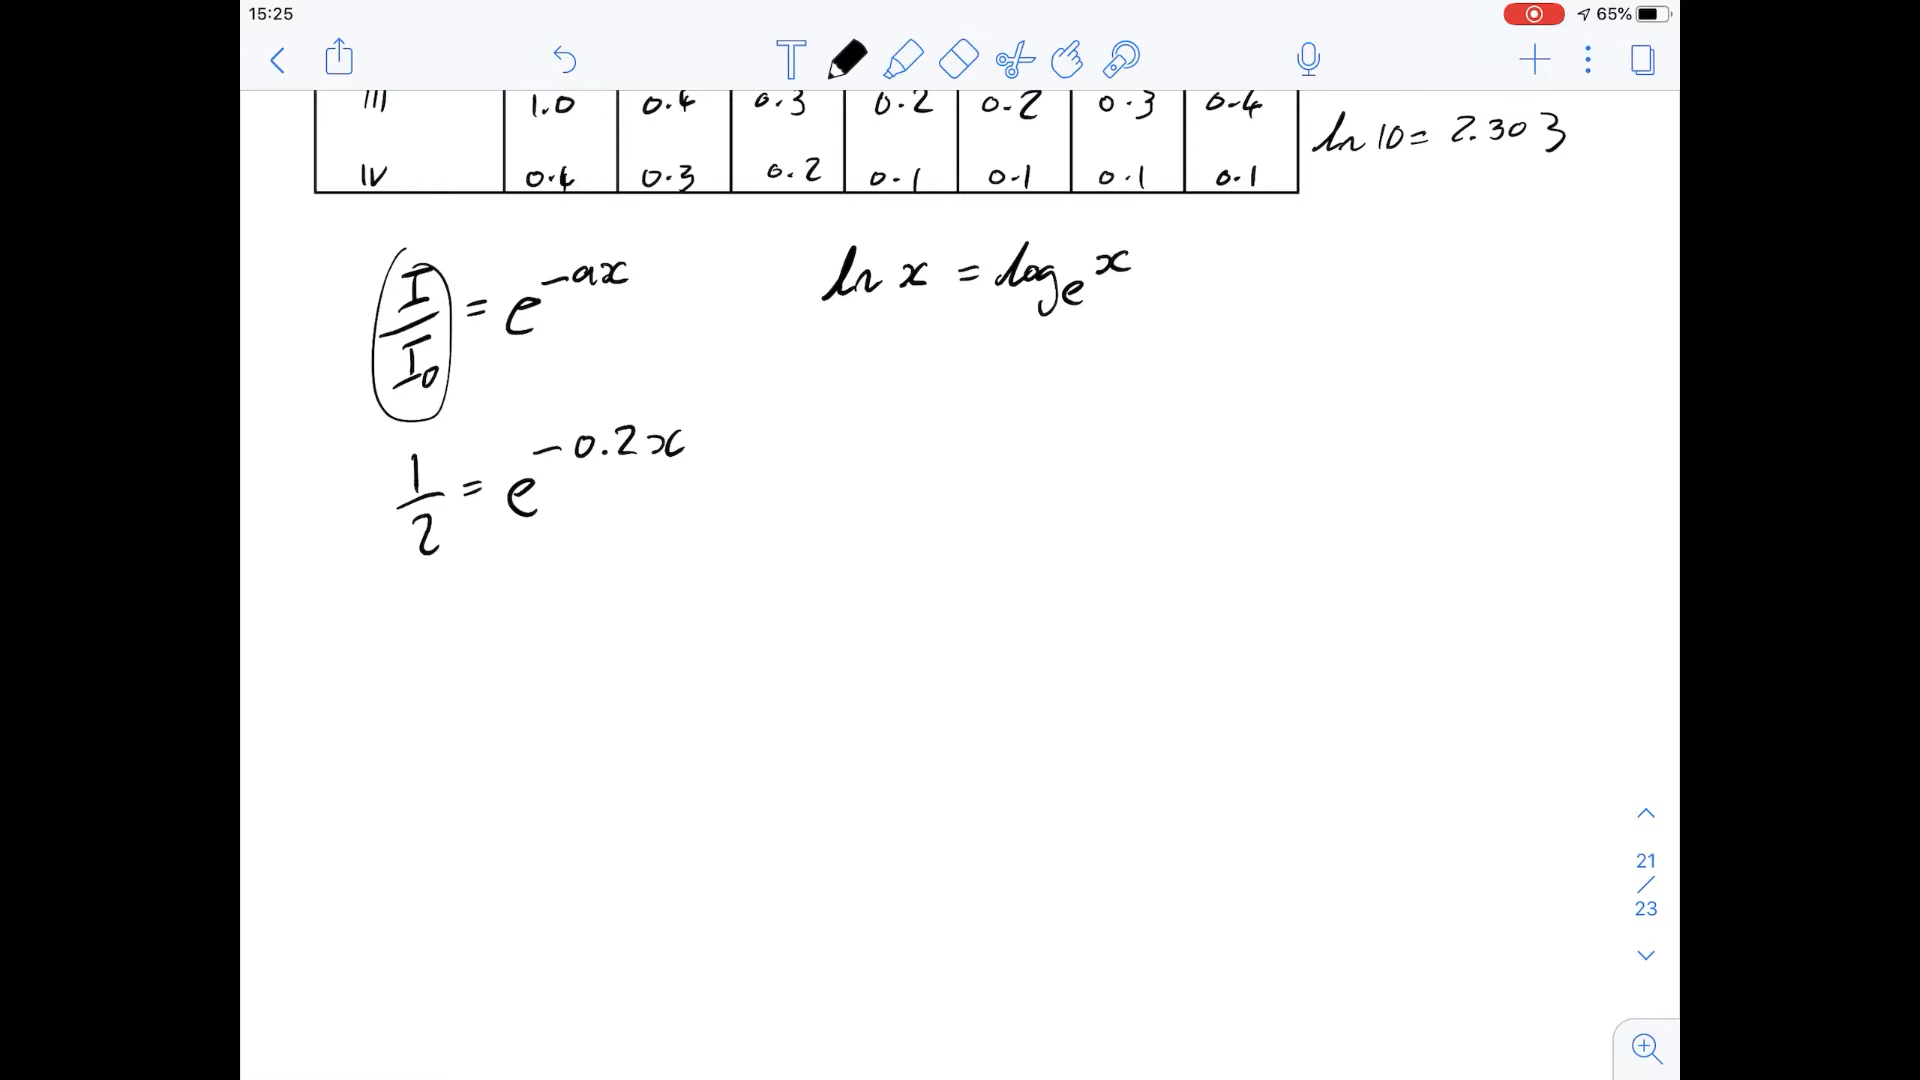 15:25 65%
III 1.0 0.4 0.3 0.2 0.2 0.3 0.4
ln 10 = 2.303
IV 0.4 0.3 0.2 0.1 0.1 0.1 0.1
I/I₀ = e^(-ax)
ln x = logₑ x
1/2 = e^(-0.2x)
21
/
23